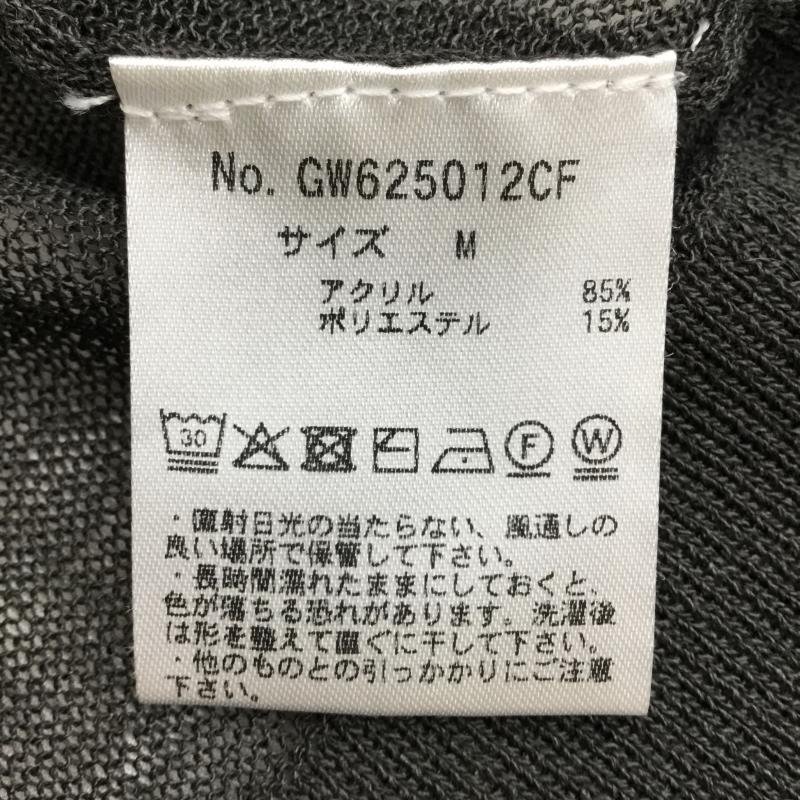 No. GW625012CF
サイズ M
アクリル 85%
ポリエステル 15%
30 F W
・直射日光の当たらない、風通しの
良い場所で保管して下さい。
・長時間濡れたままにしておくと、
色が落ちる恐れがあります。洗濯後
は形を整えて直ぐに干して下さい。
・他のものとの引っかかりにご注意
下さい。